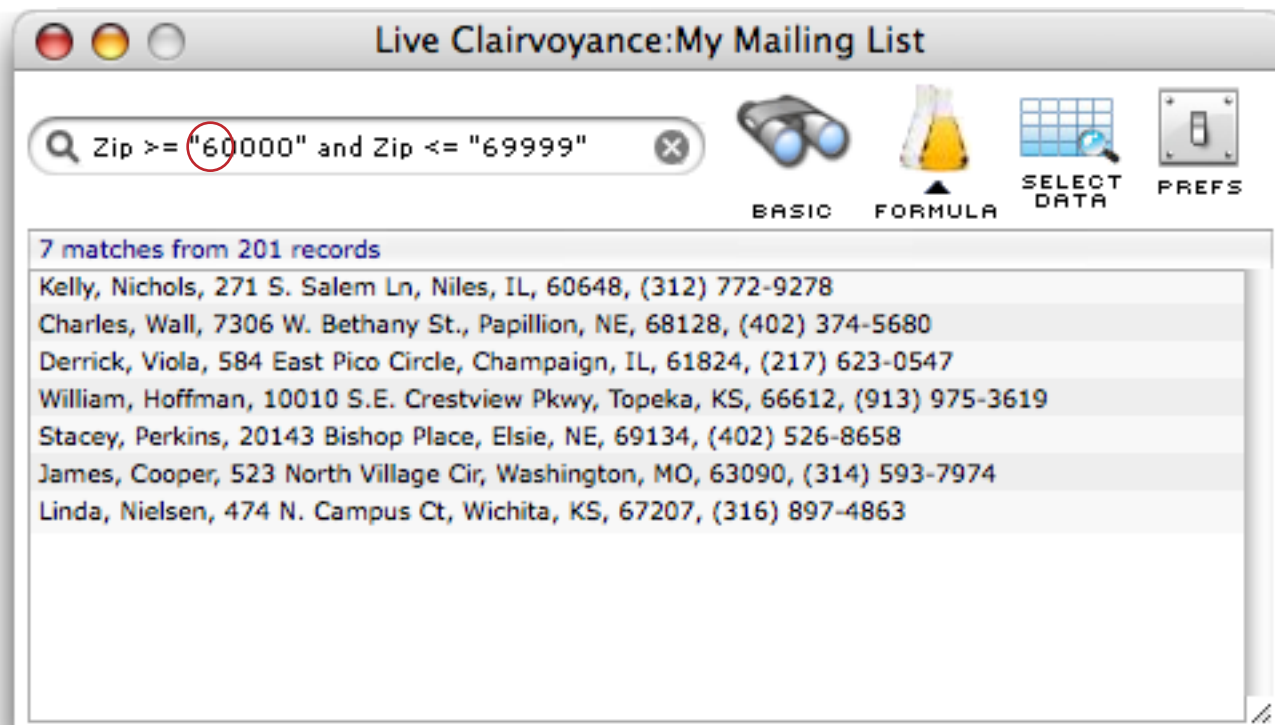 Live Clairvoyance:My Mailing List
Zip >= "60000" and Zip <= "69999"
BASIC
FORMULA
SELECT
DATA
PREFS
7 matches from 201 records
Kelly, Nichols, 271 S. Salem Ln, Niles, IL, 60648, (312) 772-9278
Charles, Wall, 7306 W. Bethany St., Papillion, NE, 68128, (402) 374-5680
Derrick, Viola, 584 East Pico Circle, Champaign, IL, 61824, (217) 623-0547
William, Hoffman, 10010 S.E. Crestview Pkwy, Topeka, KS, 66612, (913) 975-3619
Stacey, Perkins, 20143 Bishop Place, Elsie, NE, 69134, (402) 526-8658
James, Cooper, 523 North Village Cir, Washington, MO, 63090, (314) 593-7974
Linda, Nielsen, 474 N. Campus Ct, Wichita, KS, 67207, (316) 897-4863